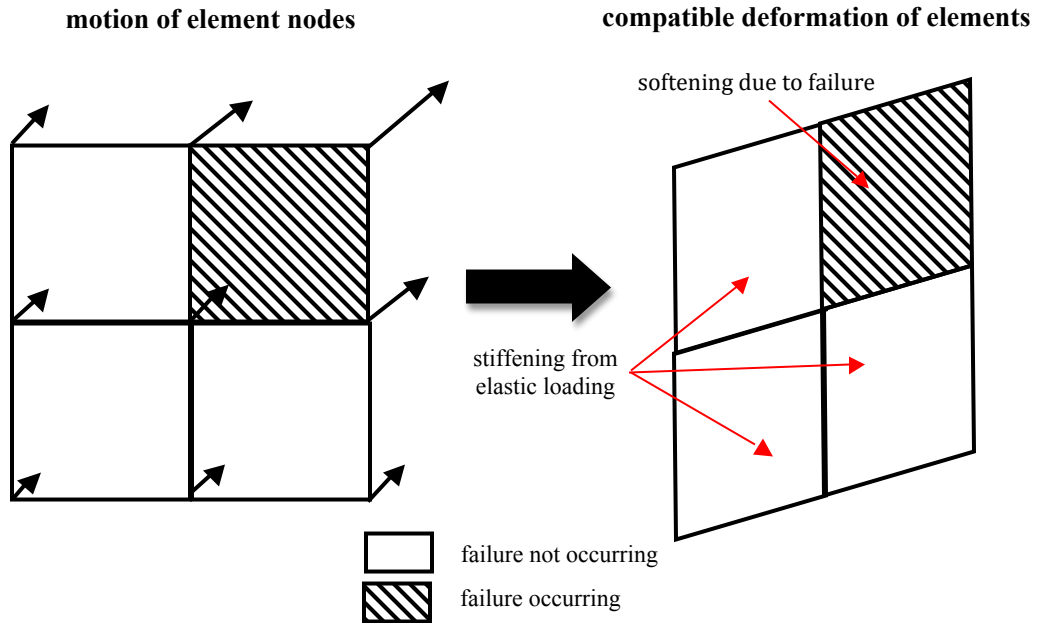 motion of element nodes
compatible deformation of elements
softening due to failure
stiffening from
elastic loading
failure not occurring
failure occurring